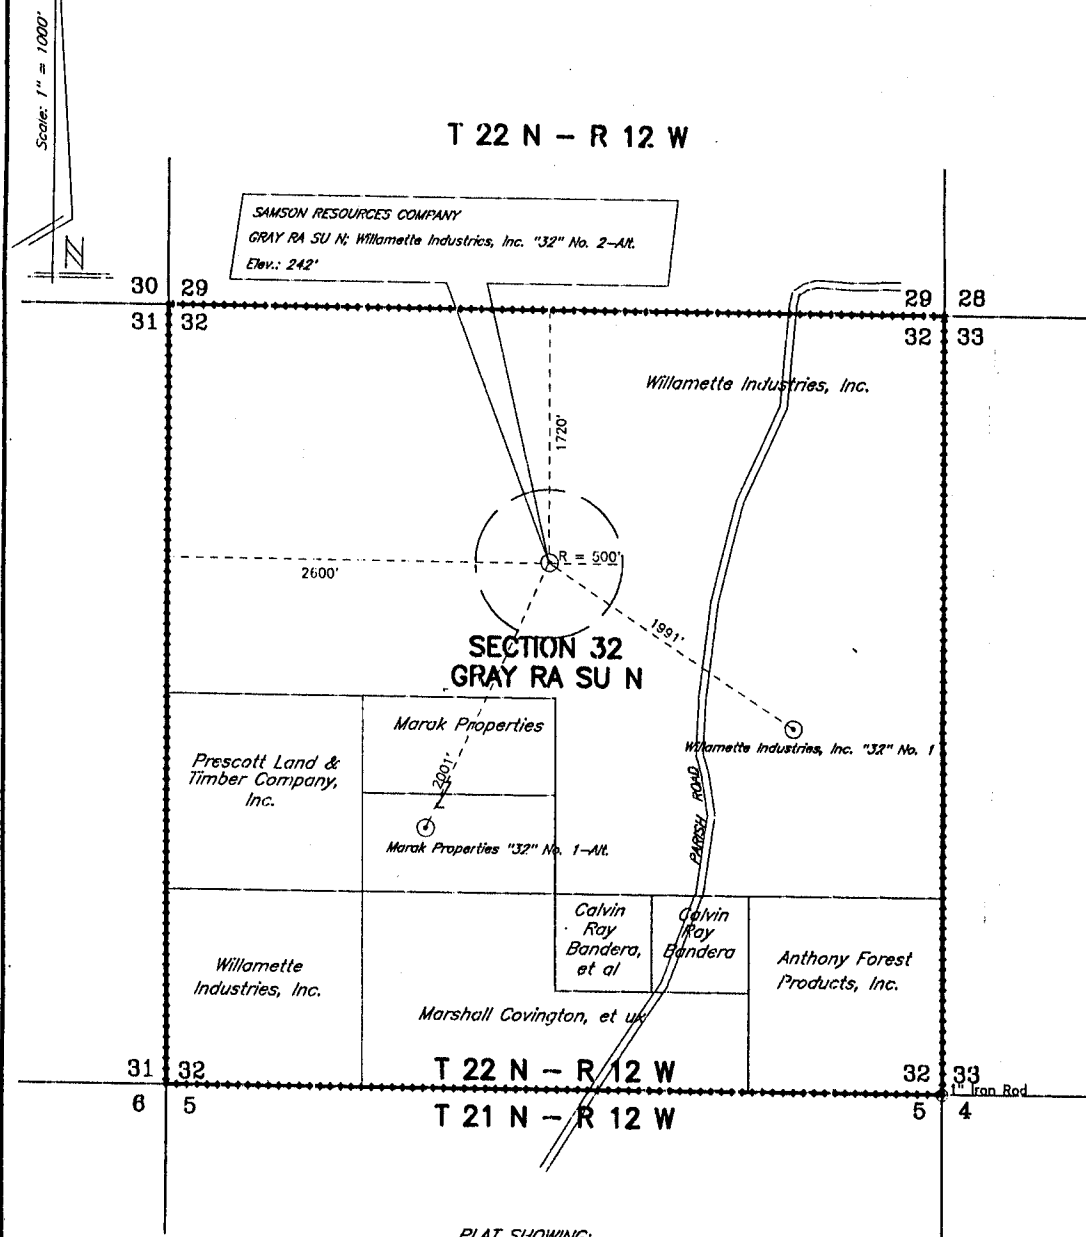 Scale: 1" = 1000'
T 22 N – R 12 W
SAMSON RESOURCES COMPANY
GRAY RA SU N; Willamette Industries, Inc. "32" No. 2–Alt.
Elev.: 242'
N
30 29
29 28
31 32
32 33
Willamette Industries, Inc.
1720'
R = 500'
2600'
1991'
SECTION 32
GRAY RA SU N
Marak Properties
Willamette Industries, Inc. "32" No. 1
Prescott Land &
Timber Company,
Inc.
2001'
PARISH ROAD
Marak Properties "32" No. 1–Alt.
Calvin
Ray
Bandera,
et al
Calvin
Ray
Bandera
Anthony Forest
Products, Inc.
Willamette
Industries, Inc.
Marshall Covington, et ux
31 32
T 22 N – R 12 W
32 33
1" Iron Rod
6 5
T 21 N – R 12 W
5 4
PLAT SHOWING: